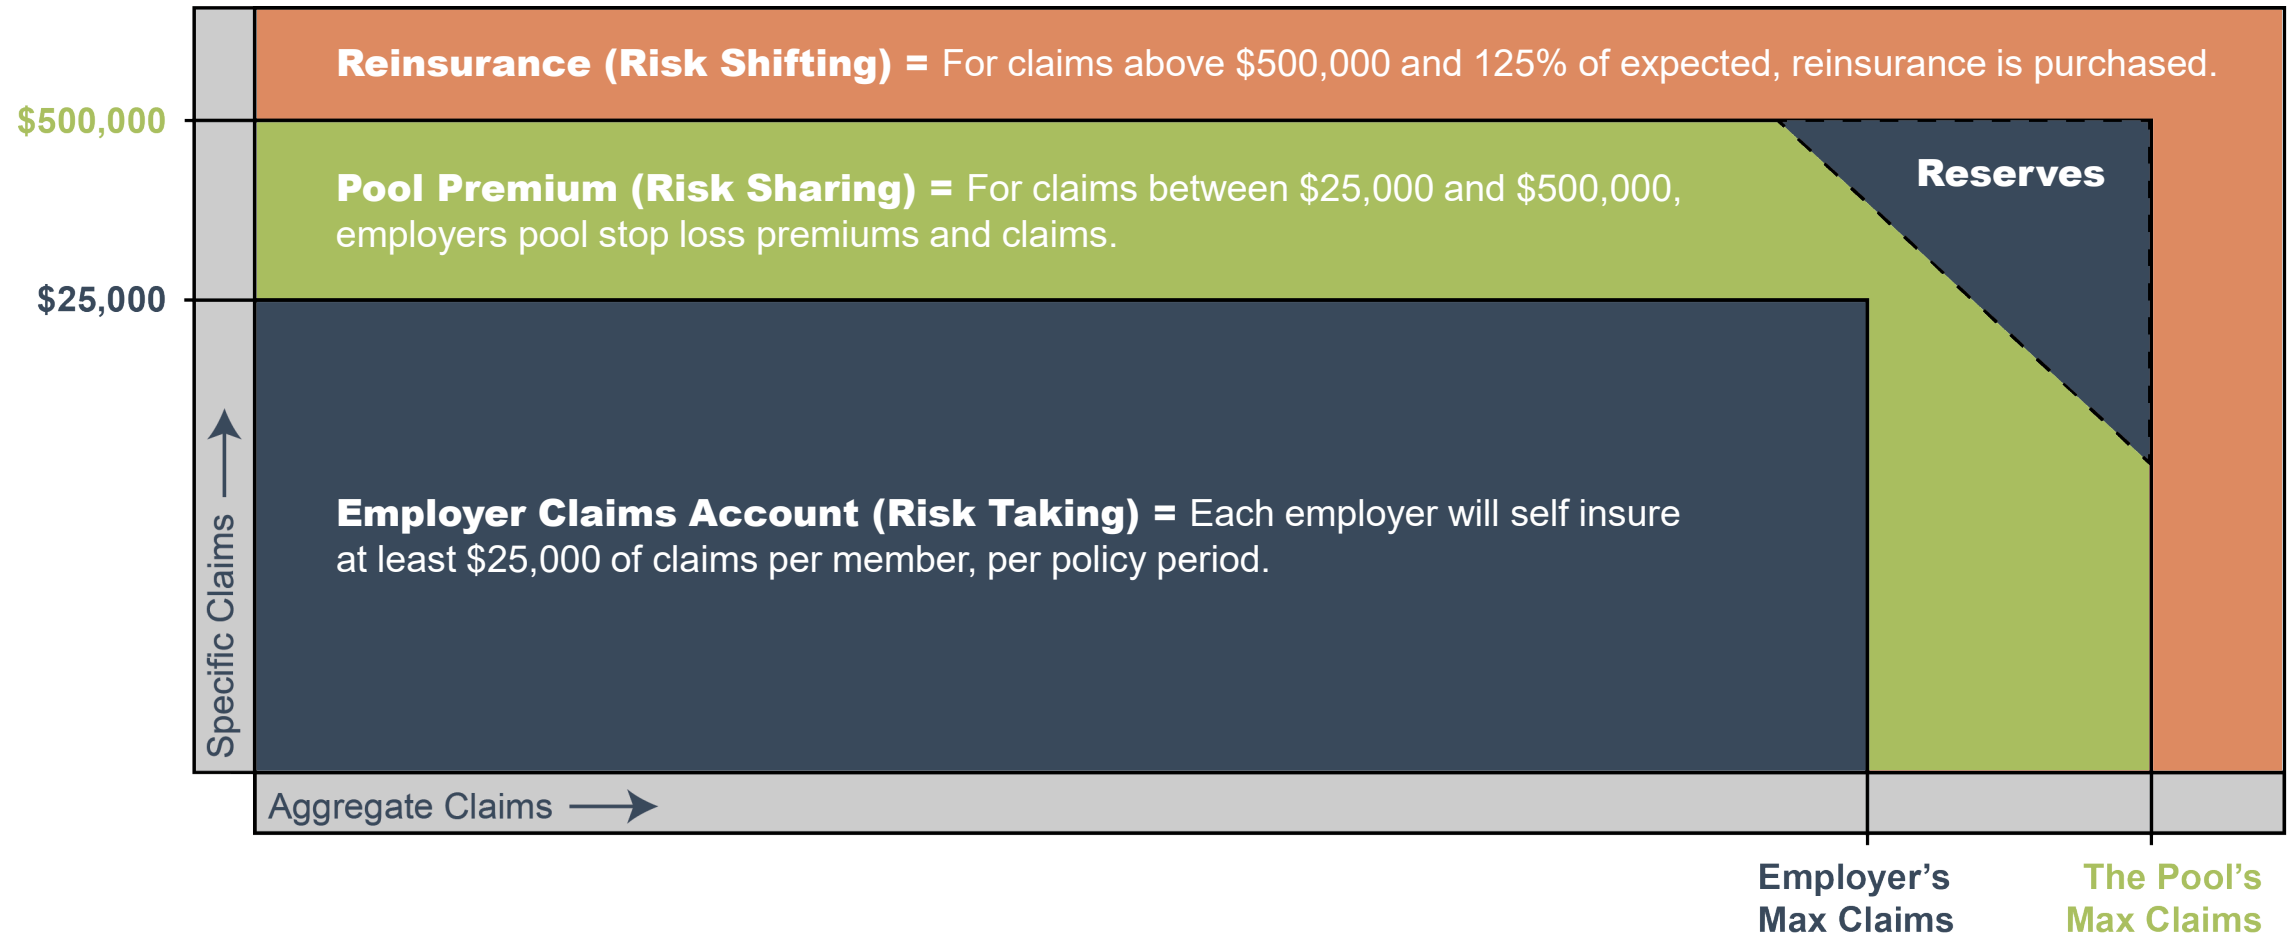 Reinsurance (Risk Shifting) = For claims above $500,000 and 125% of expected, reinsurance is purchased.
$500,000
Reserves
Pool Premium (Risk Sharing) = For claims between $25,000 and $500,000,
employers pool stop loss premiums and claims.
$25,000
Employer Claims Account (Risk Taking) = Each employer will self insure
at least $25,000 of claims per member, per policy period.
Specific Claims
Aggregate Claims
Employer’s
Max Claims
The Pool’s
Max Claims